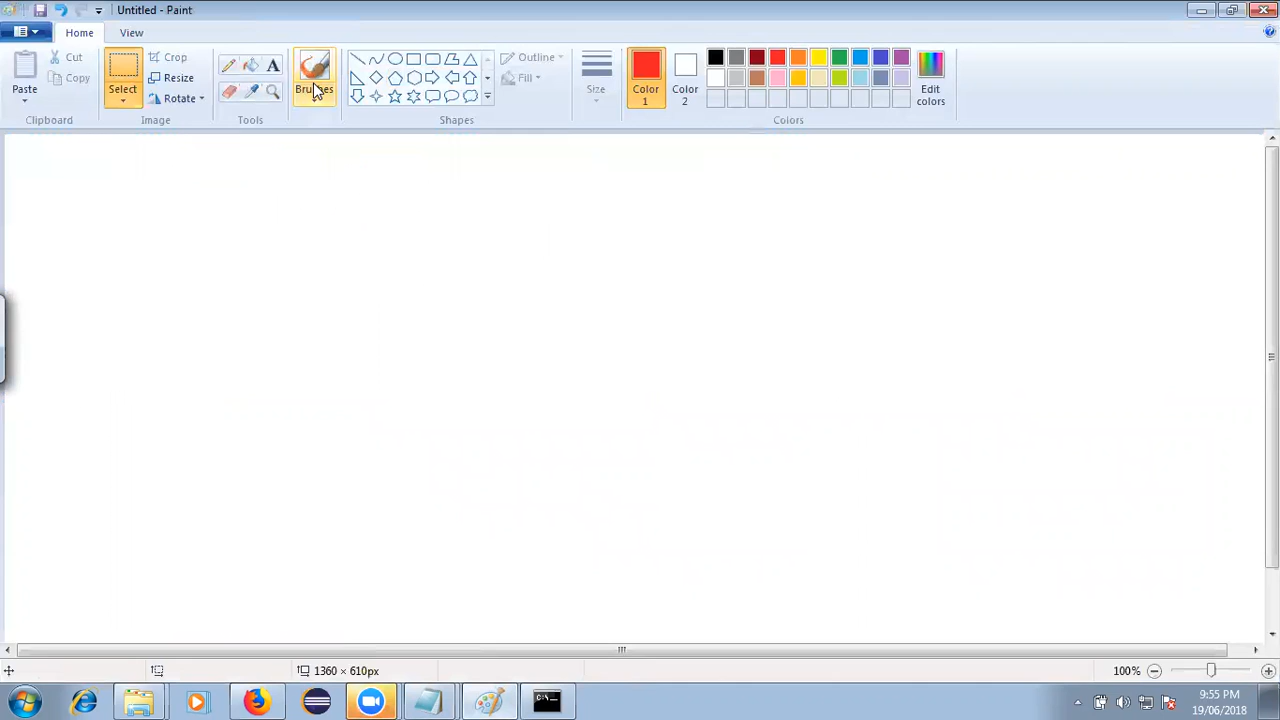 Untitled - Paint
Home
View
Paste
Cut
Copy
Clipboard
Select
Crop
Resize
Rotate
Image
A
Tools
Brushes
Outline
Fill
Shapes
Size
Color 1
Color 2
Edit colors
Colors
1360 × 610px
100%
9:55 PM
19/06/2018